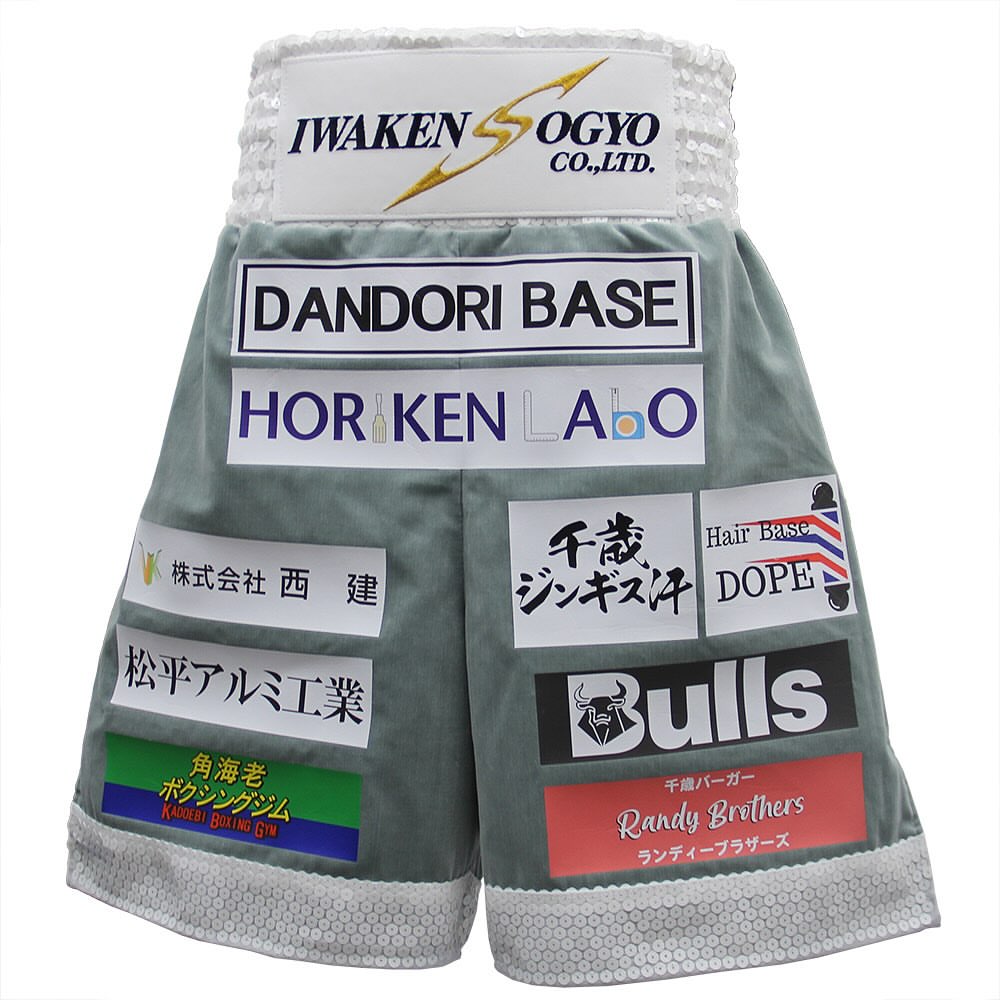 IWAKEN SOGYO
CO.,LTD.
DANDORI BASE
HORIKEN LAbO
株式会社 西 建
千歳
ジンギス汗
Hair Base
DOPE
松平アルミ工業
Bulls
角海老
ボクシングジム
KADOEBI BOXING GYM
千歳バーガー
Randy Brothers
ランディーブラザーズ